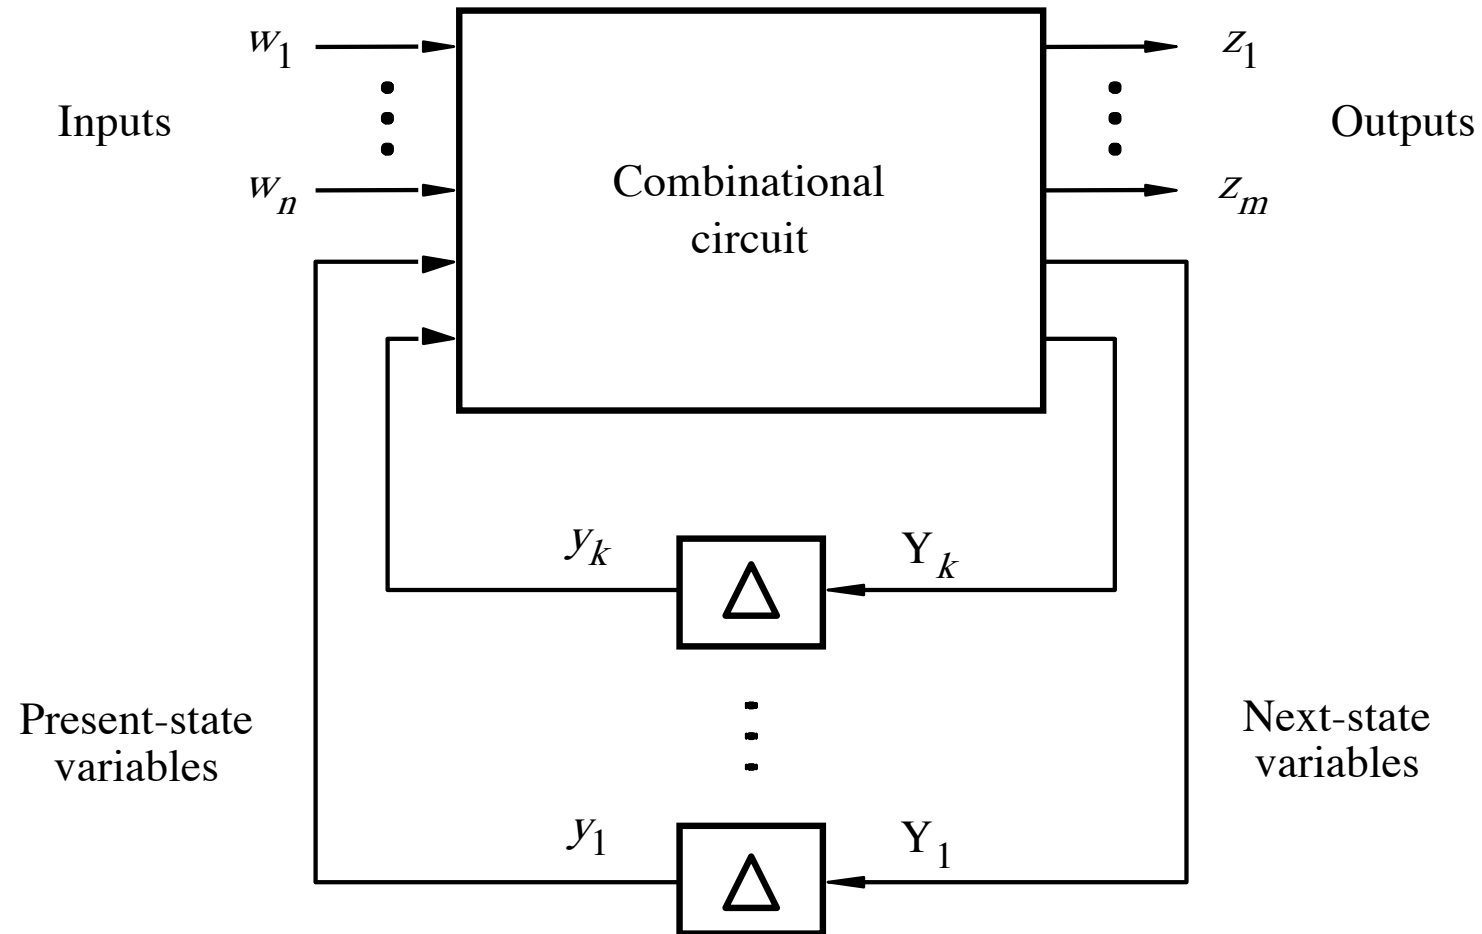 w1
z1
Inputs
Outputs
wn
zm
Combinational
circuit
yk
Yk
Δ
Present-state
variables
Next-state
variables
y1
Y1
Δ